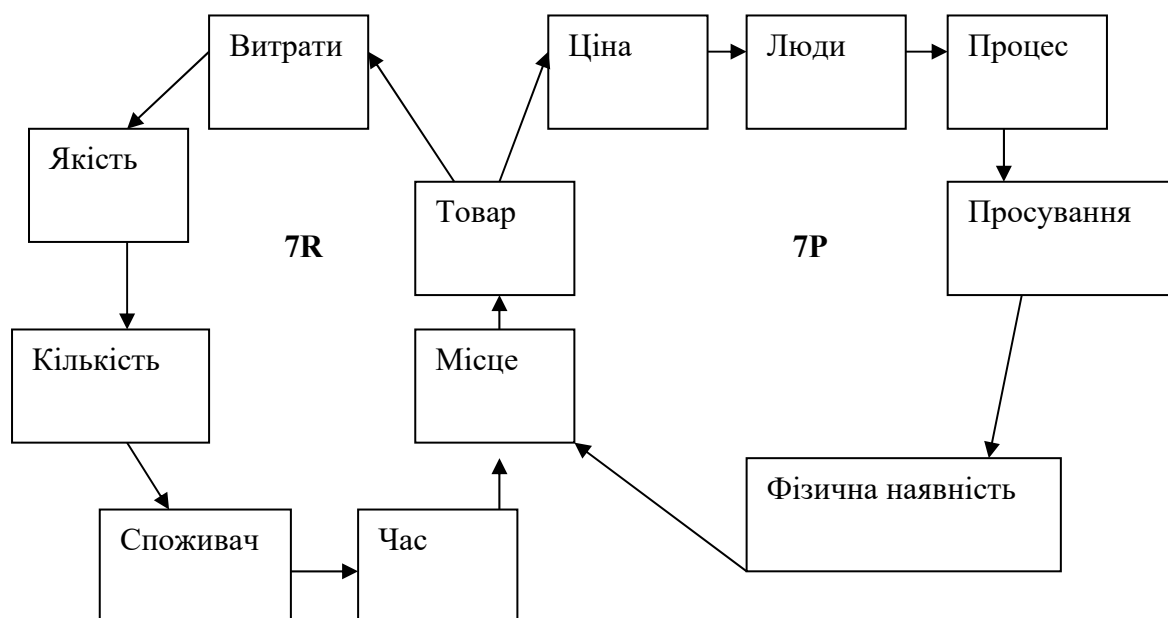 Витрати
Ціна
Люди
Процес
Якість
Товар
Просування
7R
7P
Кількість
Місце
Фізична наявність
Споживач
Час